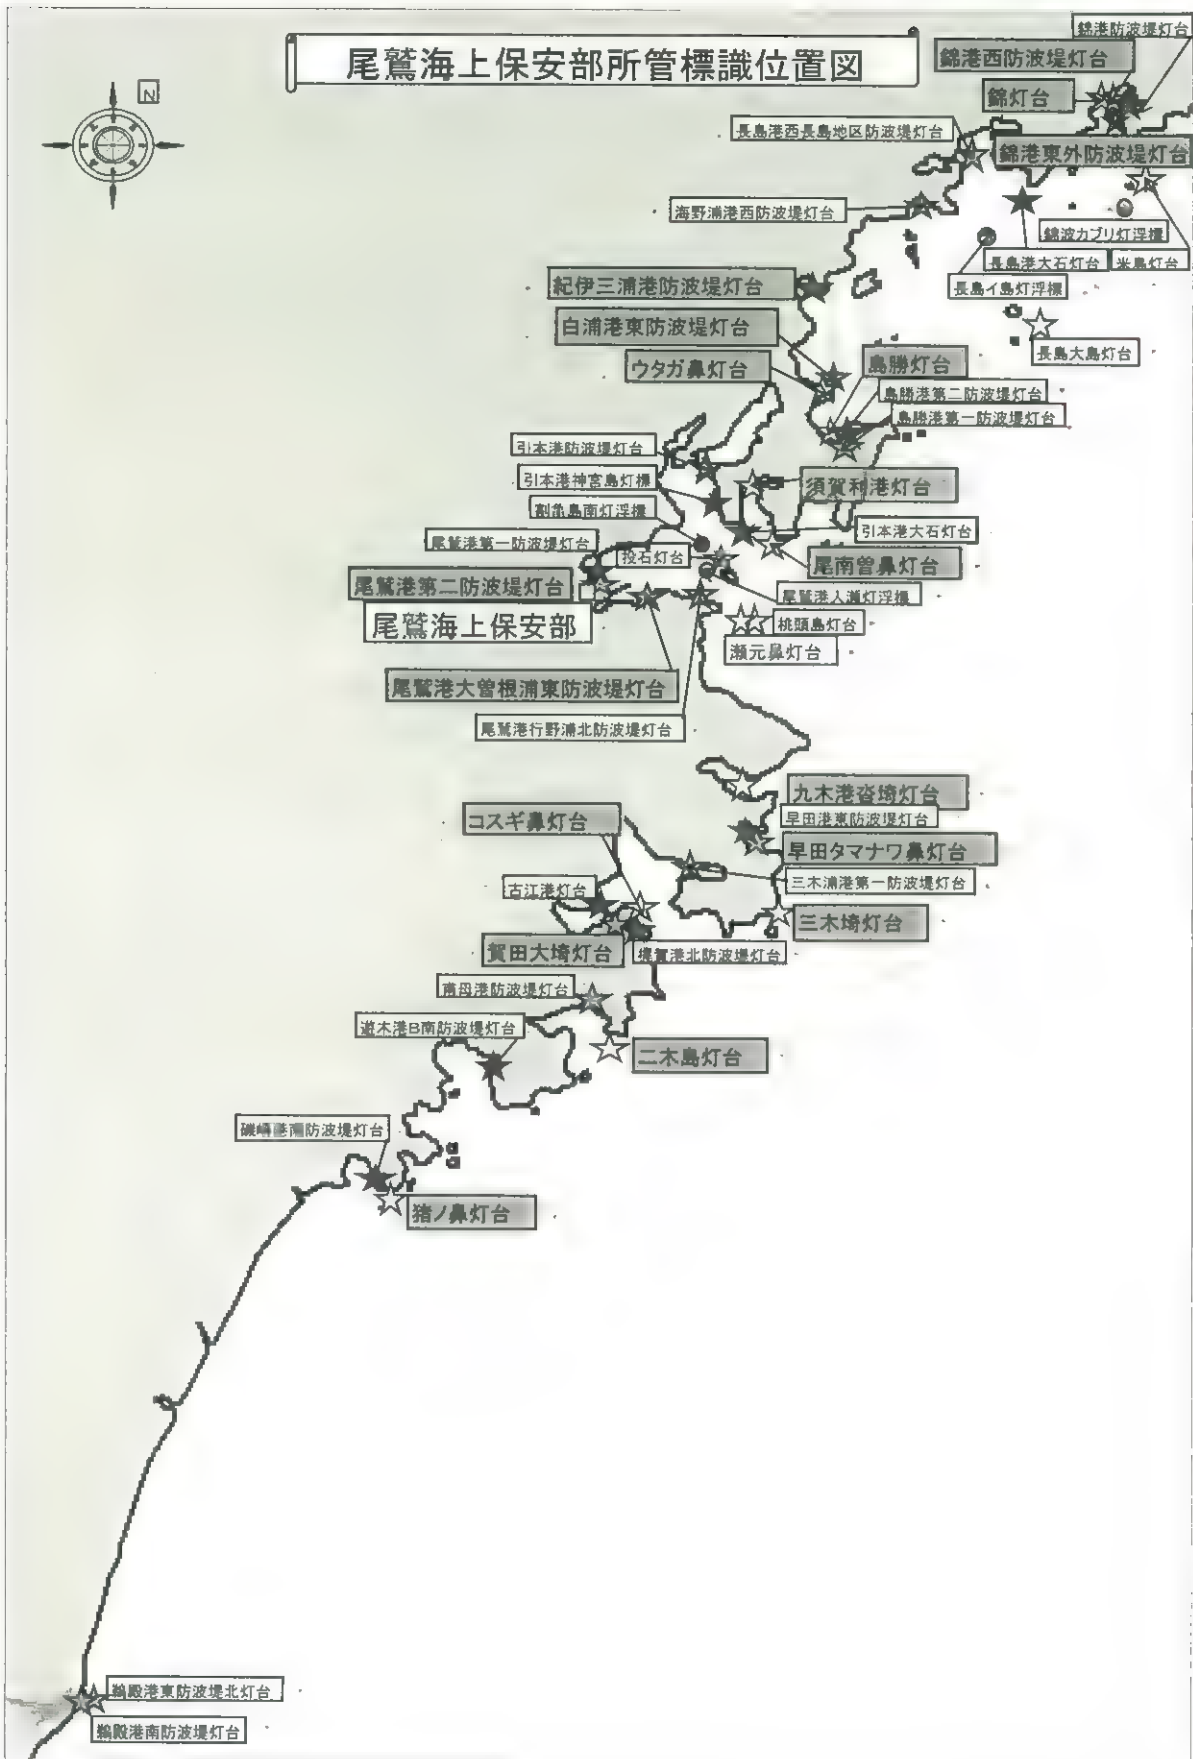 尾鷲海上保安部所管標識位置図
N
錦港防波堤灯台
錦港西防波堤灯台
錦灯台
長島港西長島地区防波堤灯台
錦港東外防波堤灯台
海野浦港西防波堤灯台
錦波カブリ灯浮標
長島港大石灯台
米島灯台
長島イ島灯浮標
紀伊三浦港防波堤灯台
白浦港東防波堤灯台
長島大島灯台
ウタガ鼻灯台
島勝灯台
島勝港第二防波堤灯台
島勝港第一防波堤灯台
引本港防波堤灯台
引本港神宮島灯標
須賀利港灯台
割亀島南灯浮標
引本港大石灯台
尾鷲港第一防波堤灯台
投石灯台
尾南曽鼻灯台
尾鷲港第二防波堤灯台
尾鷲港入瀬灯浮標
尾鷲海上保安部
桃頭島灯台
瀬元鼻灯台
尾鷲港大曽根浦東防波堤灯台
尾鷲港行野浦北防波堤灯台
九木港沓埼灯台
コスギ鼻灯台
早田港東防波堤灯台
早田タマナワ鼻灯台
三木浦港第一防波堤灯台
古江港灯台
三木埼灯台
賀田大埼灯台
港北防波堤灯台
甫母港防波堤灯台
遊木港B南防波堤灯台
二木島灯台
磯崎港南防波堤灯台
猪ノ鼻灯台
鵜殿港東防波堤北灯台
鵜殿港南防波堤灯台